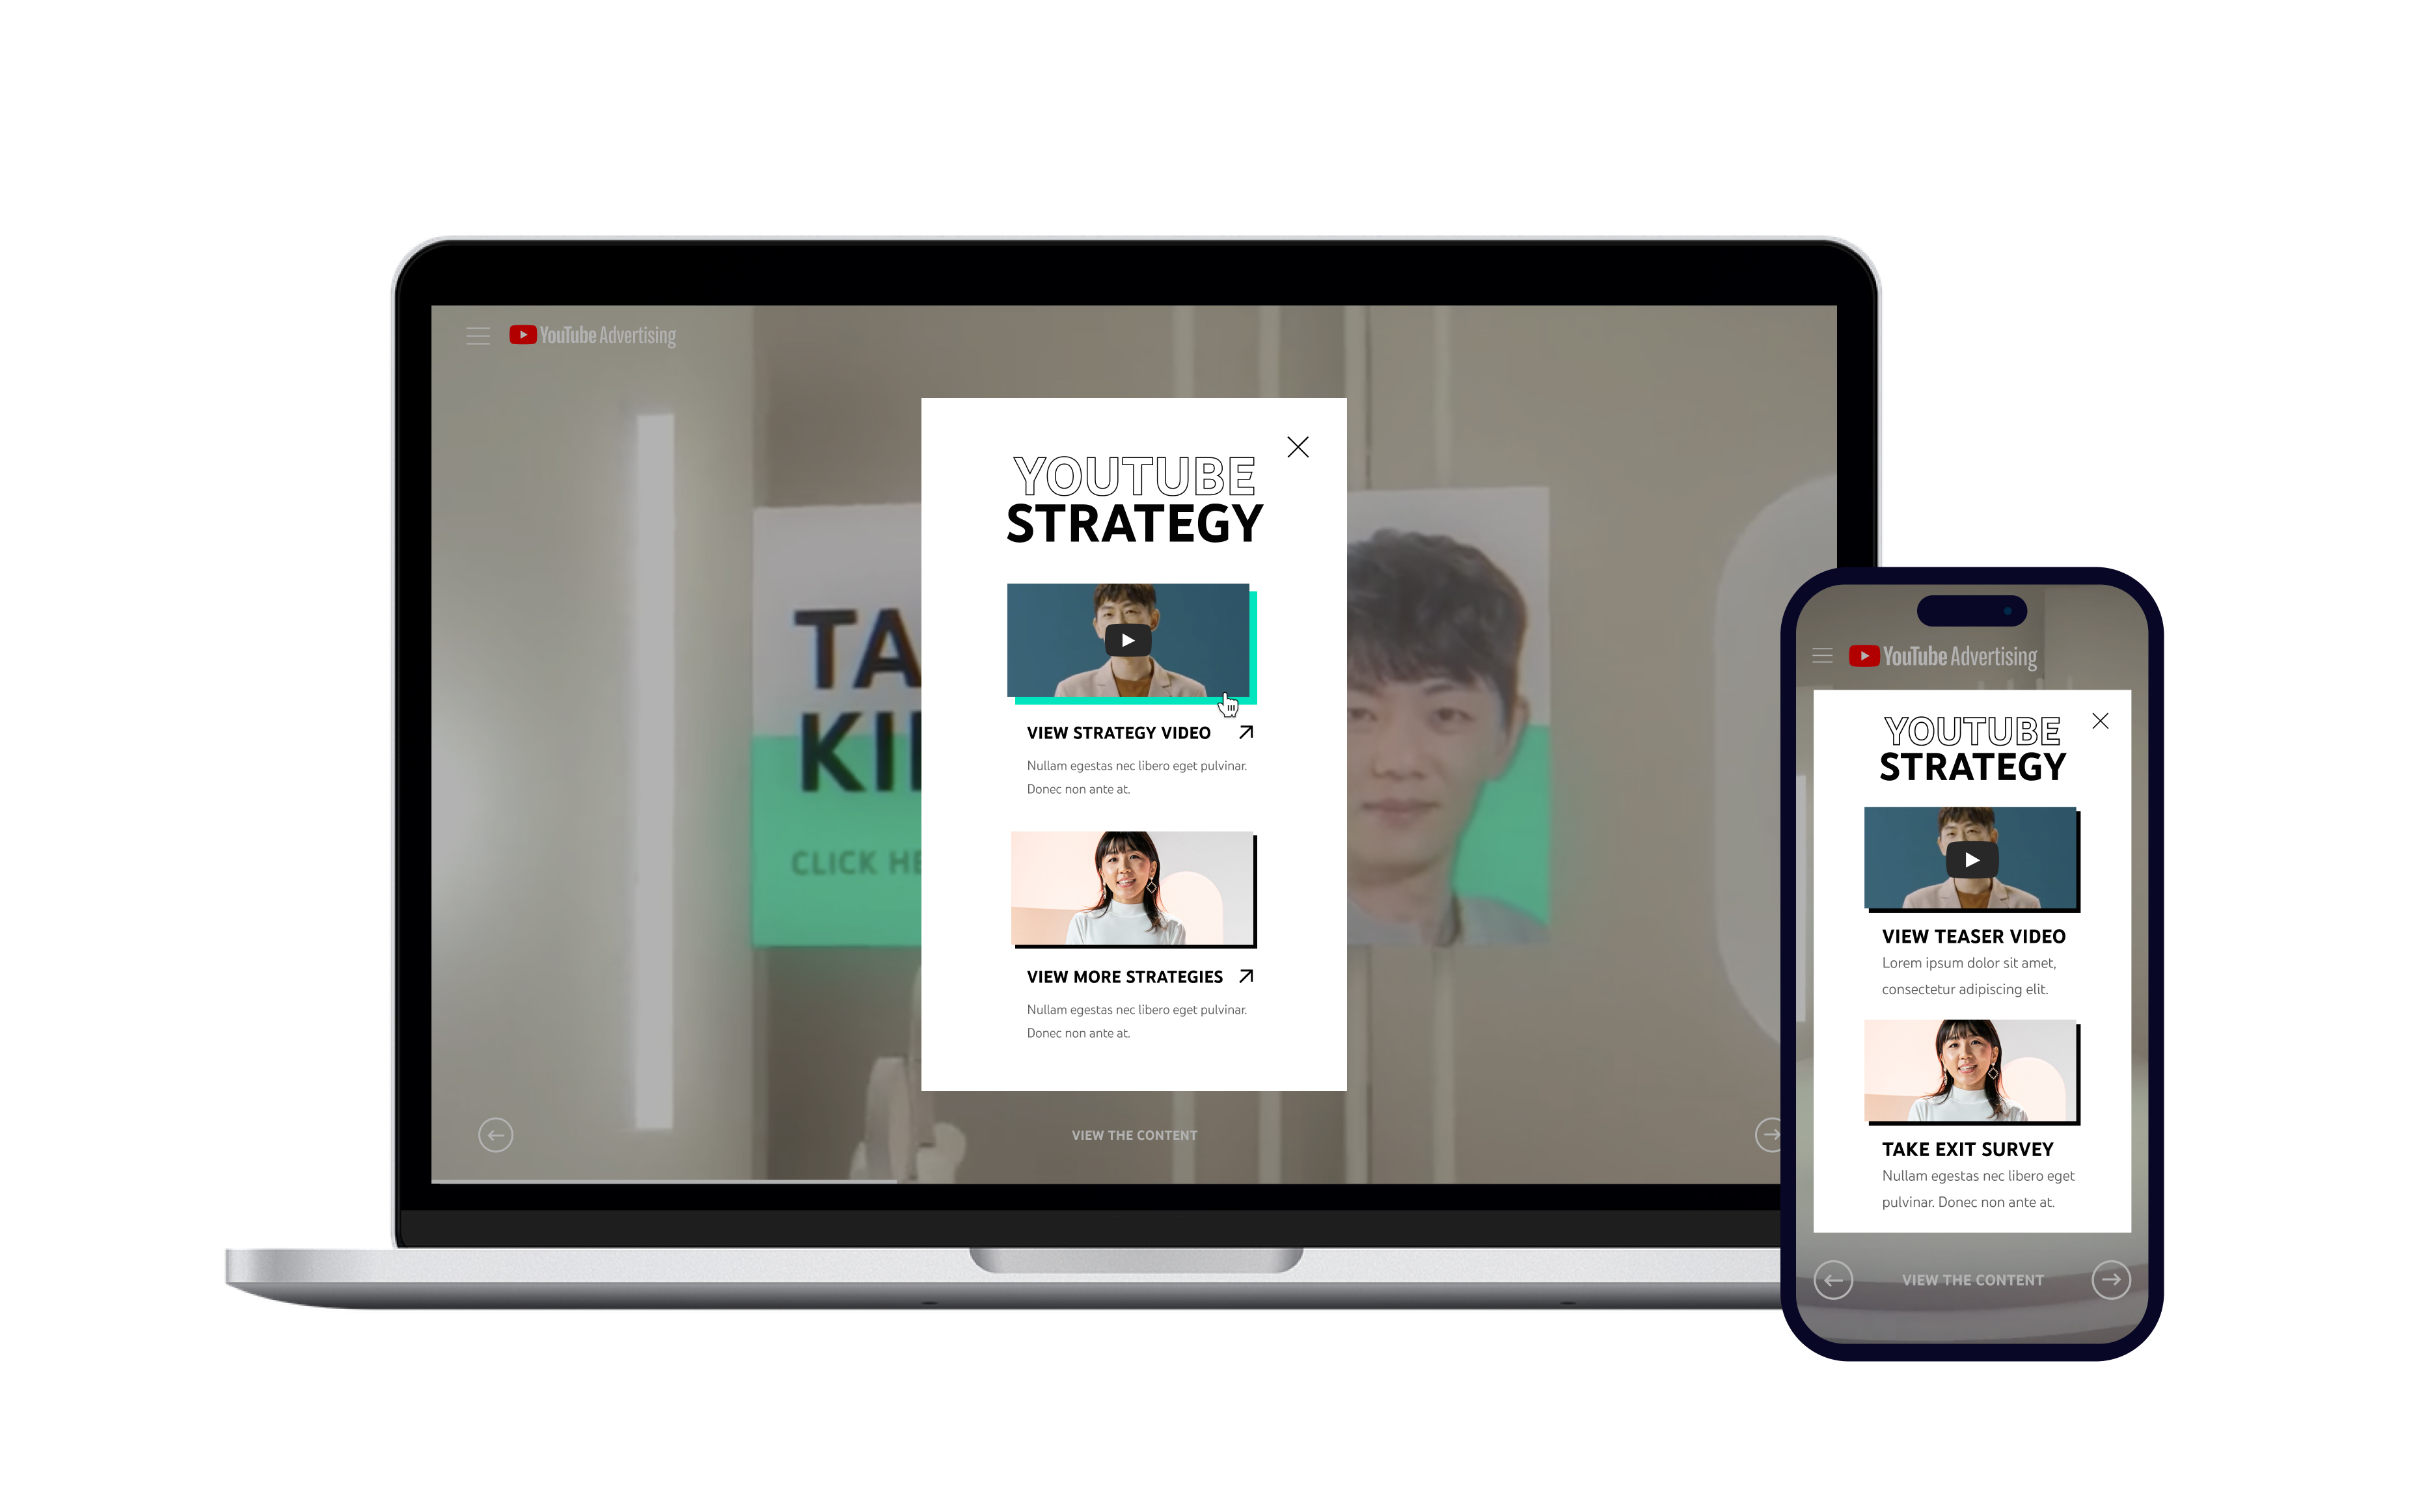 YouTube Advertising
YOUTUBE
STRATEGY
VIEW STRATEGY VIDEO
Nullam egestas nec libero eget pulvinar.
Donec non ante at.
VIEW MORE STRATEGIES
Nullam egestas nec libero eget pulvinar.
Donec non ante at.
TA
KI
CLICK HE
VIEW THE CONTENT
YouTube Advertising
YOUTUBE
STRATEGY
VIEW TEASER VIDEO
Lorem ipsum dolor sit amet,
consectetur adipiscing elit.
TAKE EXIT SURVEY
Nullam egestas nec libero eget
pulvinar. Donec non ante at.
VIEW THE CONTENT